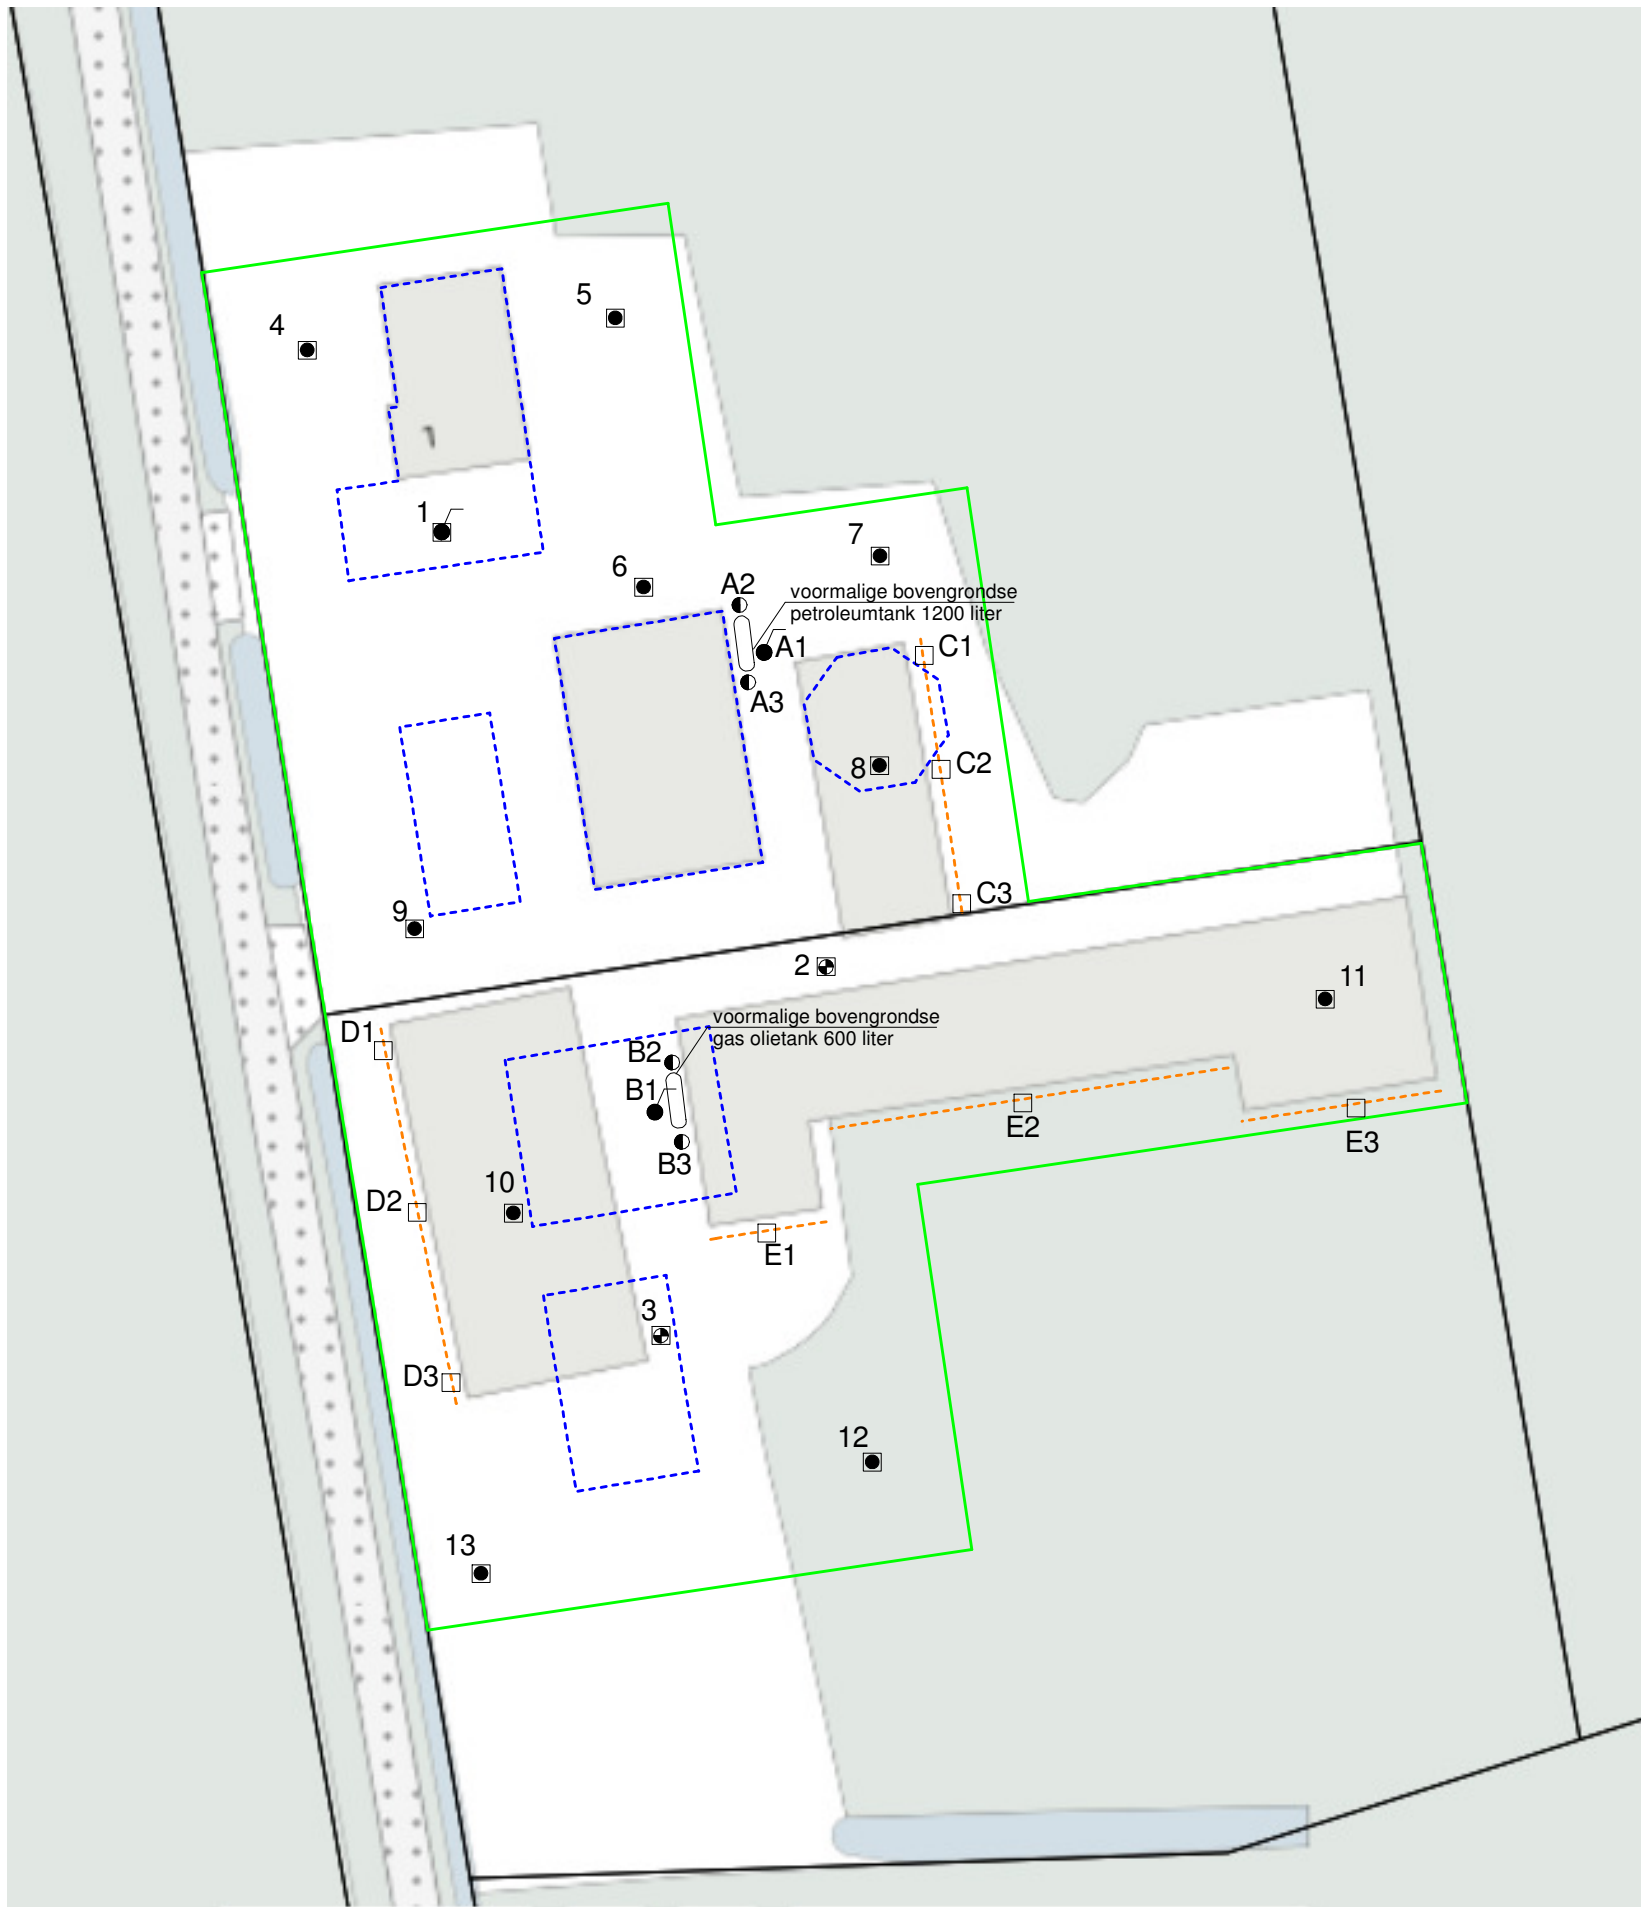 5
4
1
1
7
6
A2
voormalige bovengrondse
petroleumtank 1200 liter
A1
C1
A3
C2
8
C3
9
2
11
voormalige bovengrondse
gas olietank 600 liter
D1
B2
B1
E2
E3
B3
10
D2
E1
3
D3
12
13